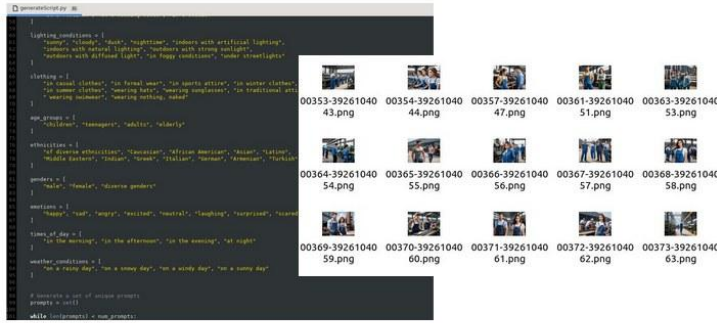 generateScript.py
]
lighting_conditions = [
"sunny", "cloudy", "dusk", "nighttime", "indoors with artificial lighting",
"indoors with natural lighting", "outdoors with strong sunlight",
"outdoors with diffused light", "in foggy conditions", "under streetlights"
]
clothing = [
"in casual clothes", "in formal wear", "in sports attire", "in winter clothes",
"in summer clothes", "wearing hats", "wearing sunglasses", "in traditional
" wearing swimwear", "wearing nothing, naked"
]
age_groups = [
"children", "teenagers", "adults", "elderly"
]
ethnicities = [
"of diverse ethnicities", "Caucasian", "African American", "Asian", "Latino",
"Middle Eastern", "Indian", "Greek", "Italian", "German", "Armenian", "Turkish"
]
genders = [
"male", "female", "diverse genders"
]
emotions = [
"happy", "sad", "angry", "excited", "neutral", "laughing", "surprised", "scared
]
times_of_day = [
"in the morning", "in the afternoon", "in the evening", "at night"
]
weather_conditions = [
"on a rainy day", "on a snowy day", "on a windy day", "on a sunny day"
]
# Generate a set of unique prompts
prompts = set()
while len(prompts) < num_prompts:
00353-39261040
43.png
00354-39261040
44.png
00357-39261040
47.png
00361-39261040
51.png
00363-39261040
53.png
00364-39261040
54.png
00365-39261040
55.png
00366-39261040
56.png
00367-39261040
57.png
00368-39261040
58.png
00369-39261040
59.png
00370-39261040
60.png
00371-39261040
61.png
00372-39261040
62.png
00373-39261040
63.png